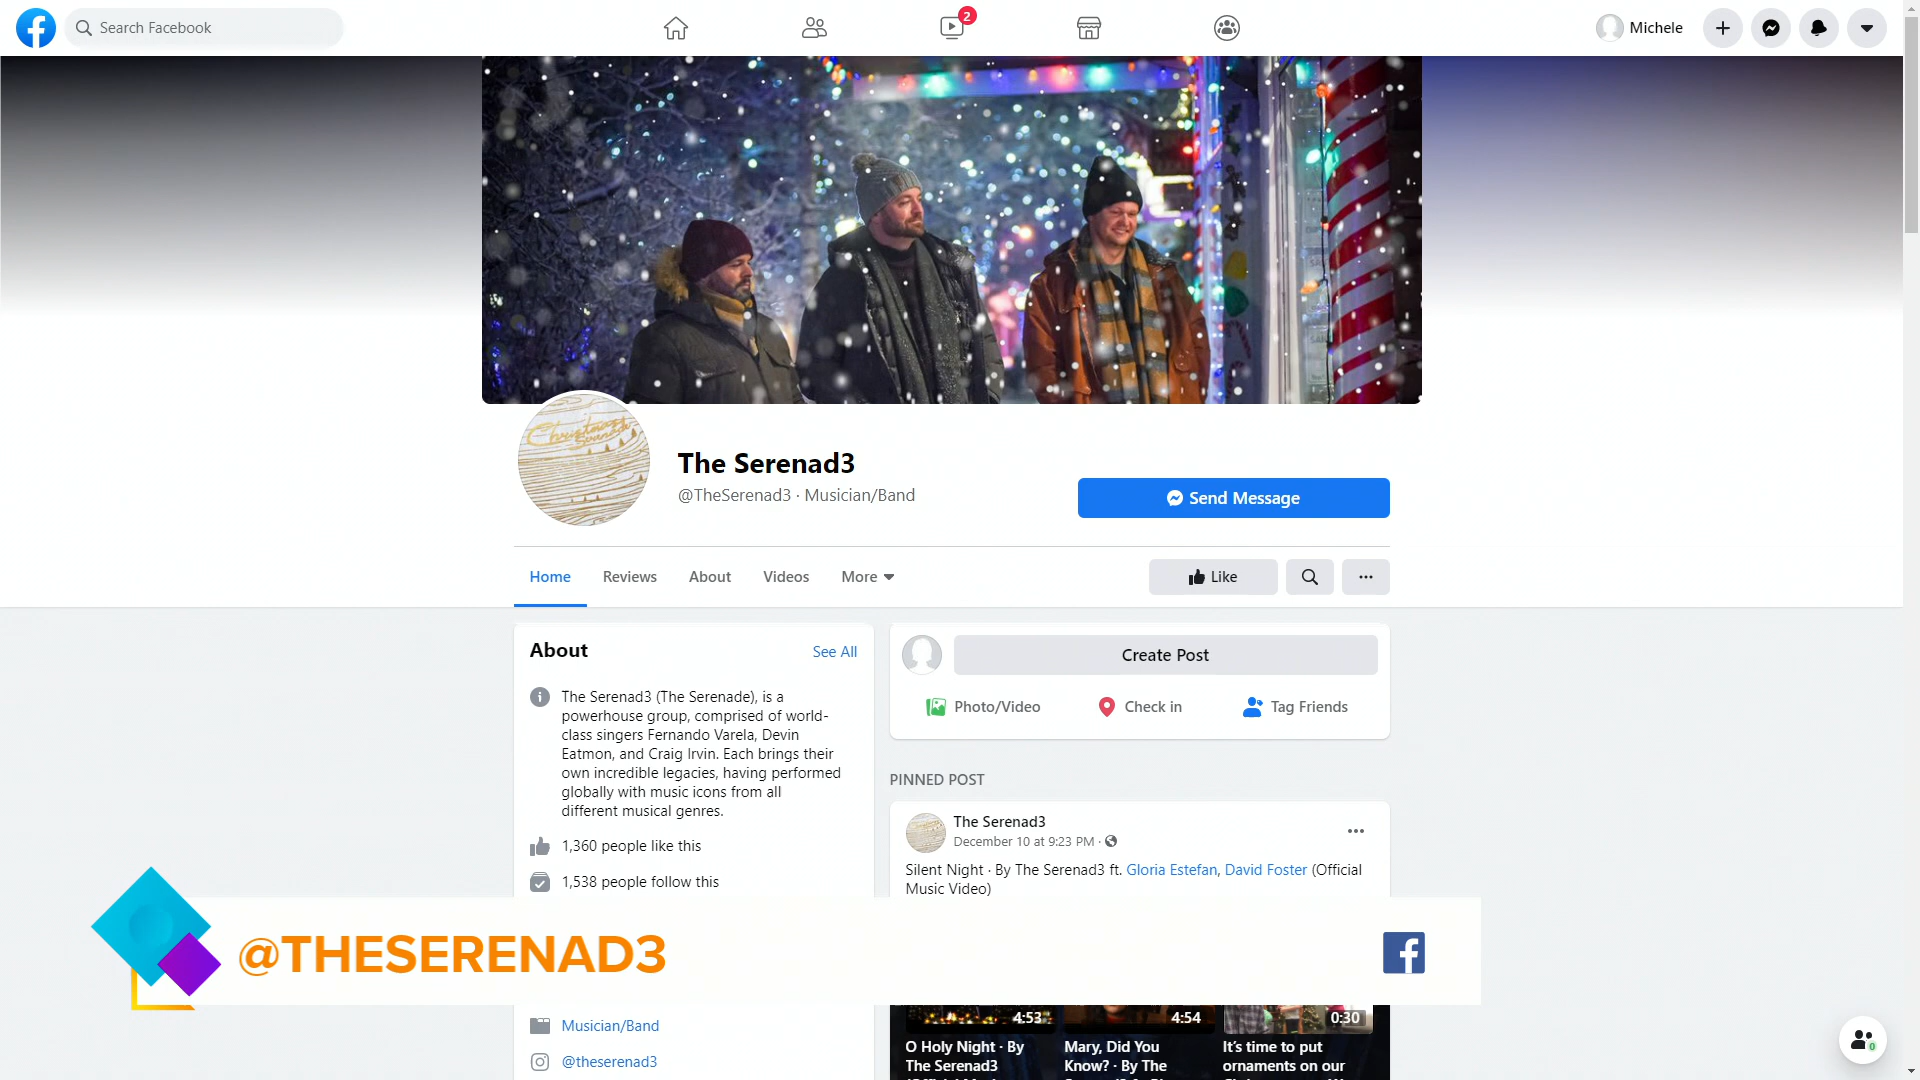 Search Facebook
2
Michele
Christmas
The Serenad3
@TheSerenad3 · Musician/Band
Send Message
Home
Reviews
About
Videos
More
Like
About
See All
The Serenad3 (The Serenade), is a
powerhouse group, comprised of world-
class singers Fernando Varela, Devin
Eatmon, and Craig Irvin. Each brings their
own incredible legacies, having performed
globally with music icons from all
different musical genres.
1,360 people like this
1,538 people follow this
Create Post
Photo/Video
Check in
Tag Friends
PINNED POST
The Serenad3
December 10 at 9:23 PM ·
Silent Night · By The Serenad3 ft. Gloria Estefan, David Foster (Official
Music Video)
@THESERENAD3
Musician/Band
@theserenad3
4:53
4:54
0:30
O Holy Night · By
The Serenad3
Mary, Did You
Know? · By The
It's time to put
ornaments on our
0